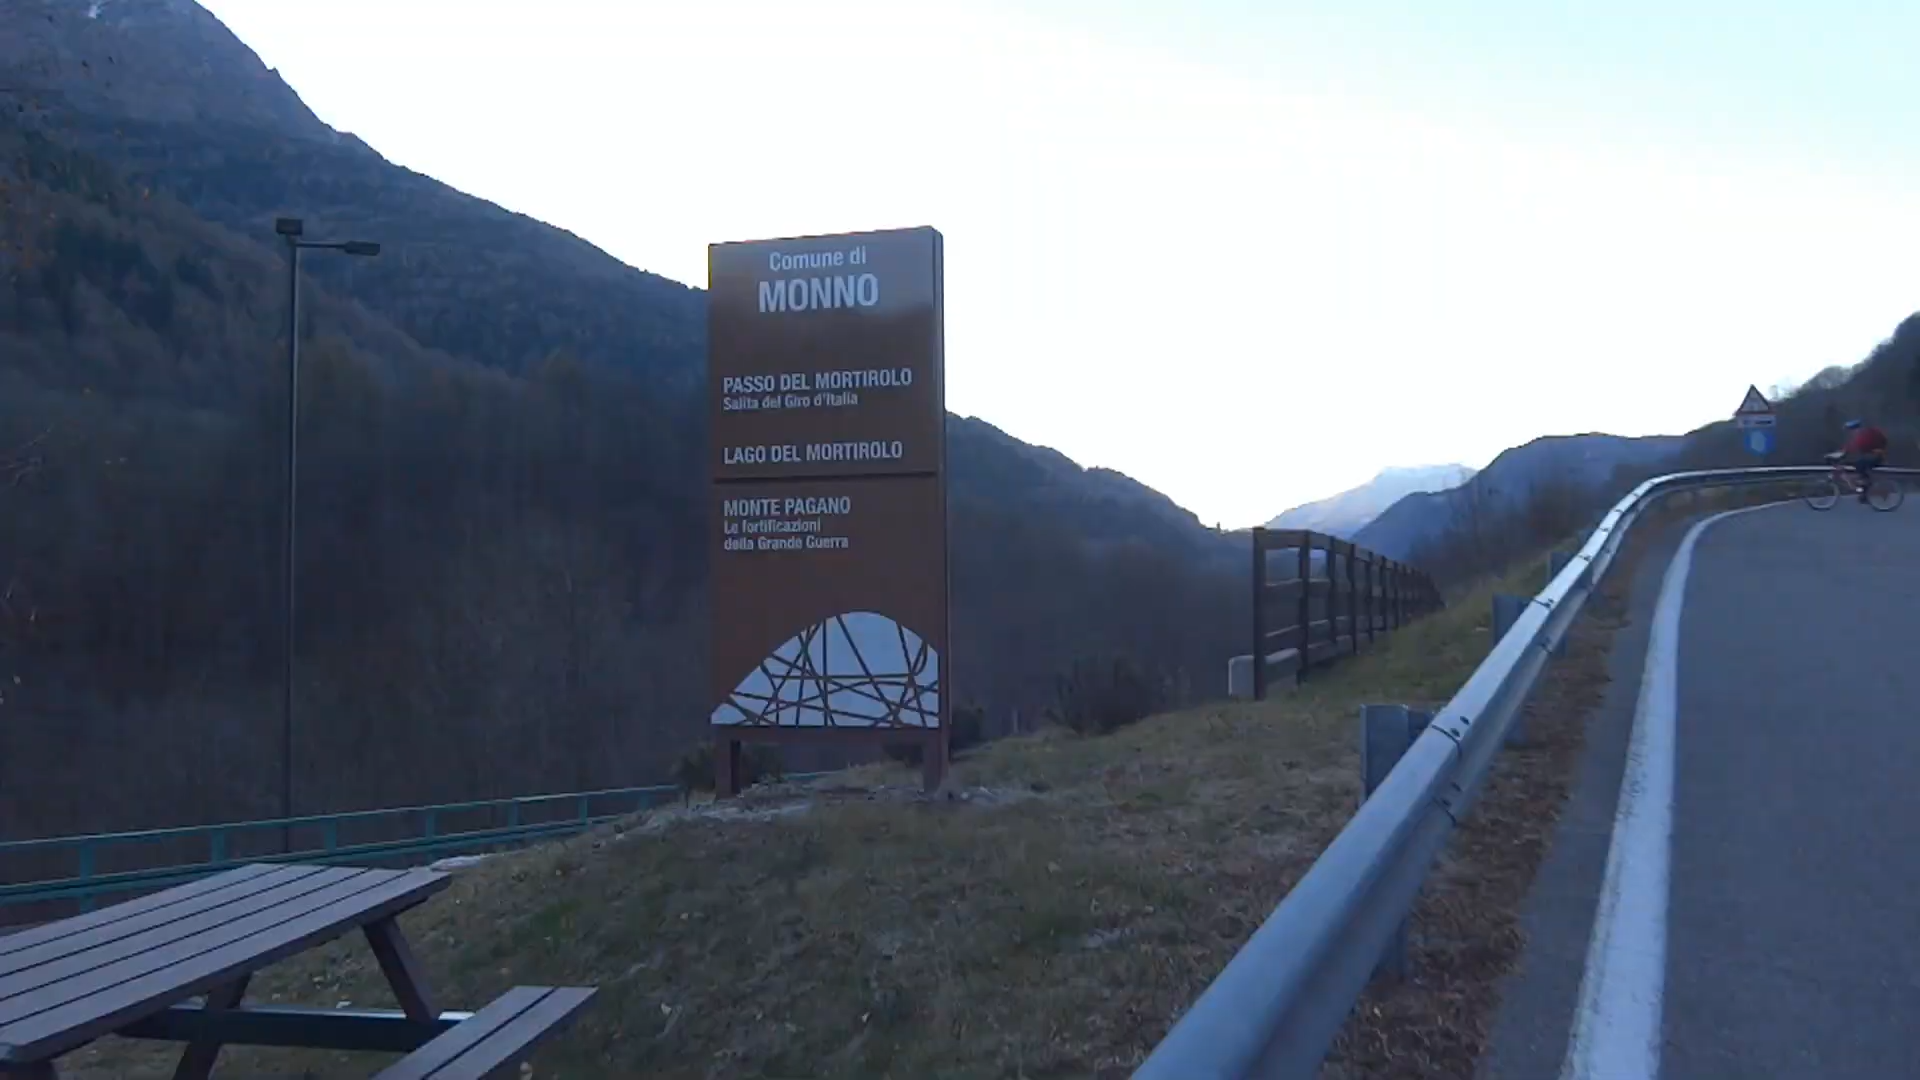 Comune di
MONNO
PASSO DEL MORTIROLO
Salita del Giro d'Italia
LAGO DEL MORTIROLO
MONTE PAGANO
Le fortificazioni
della Grande Guerra